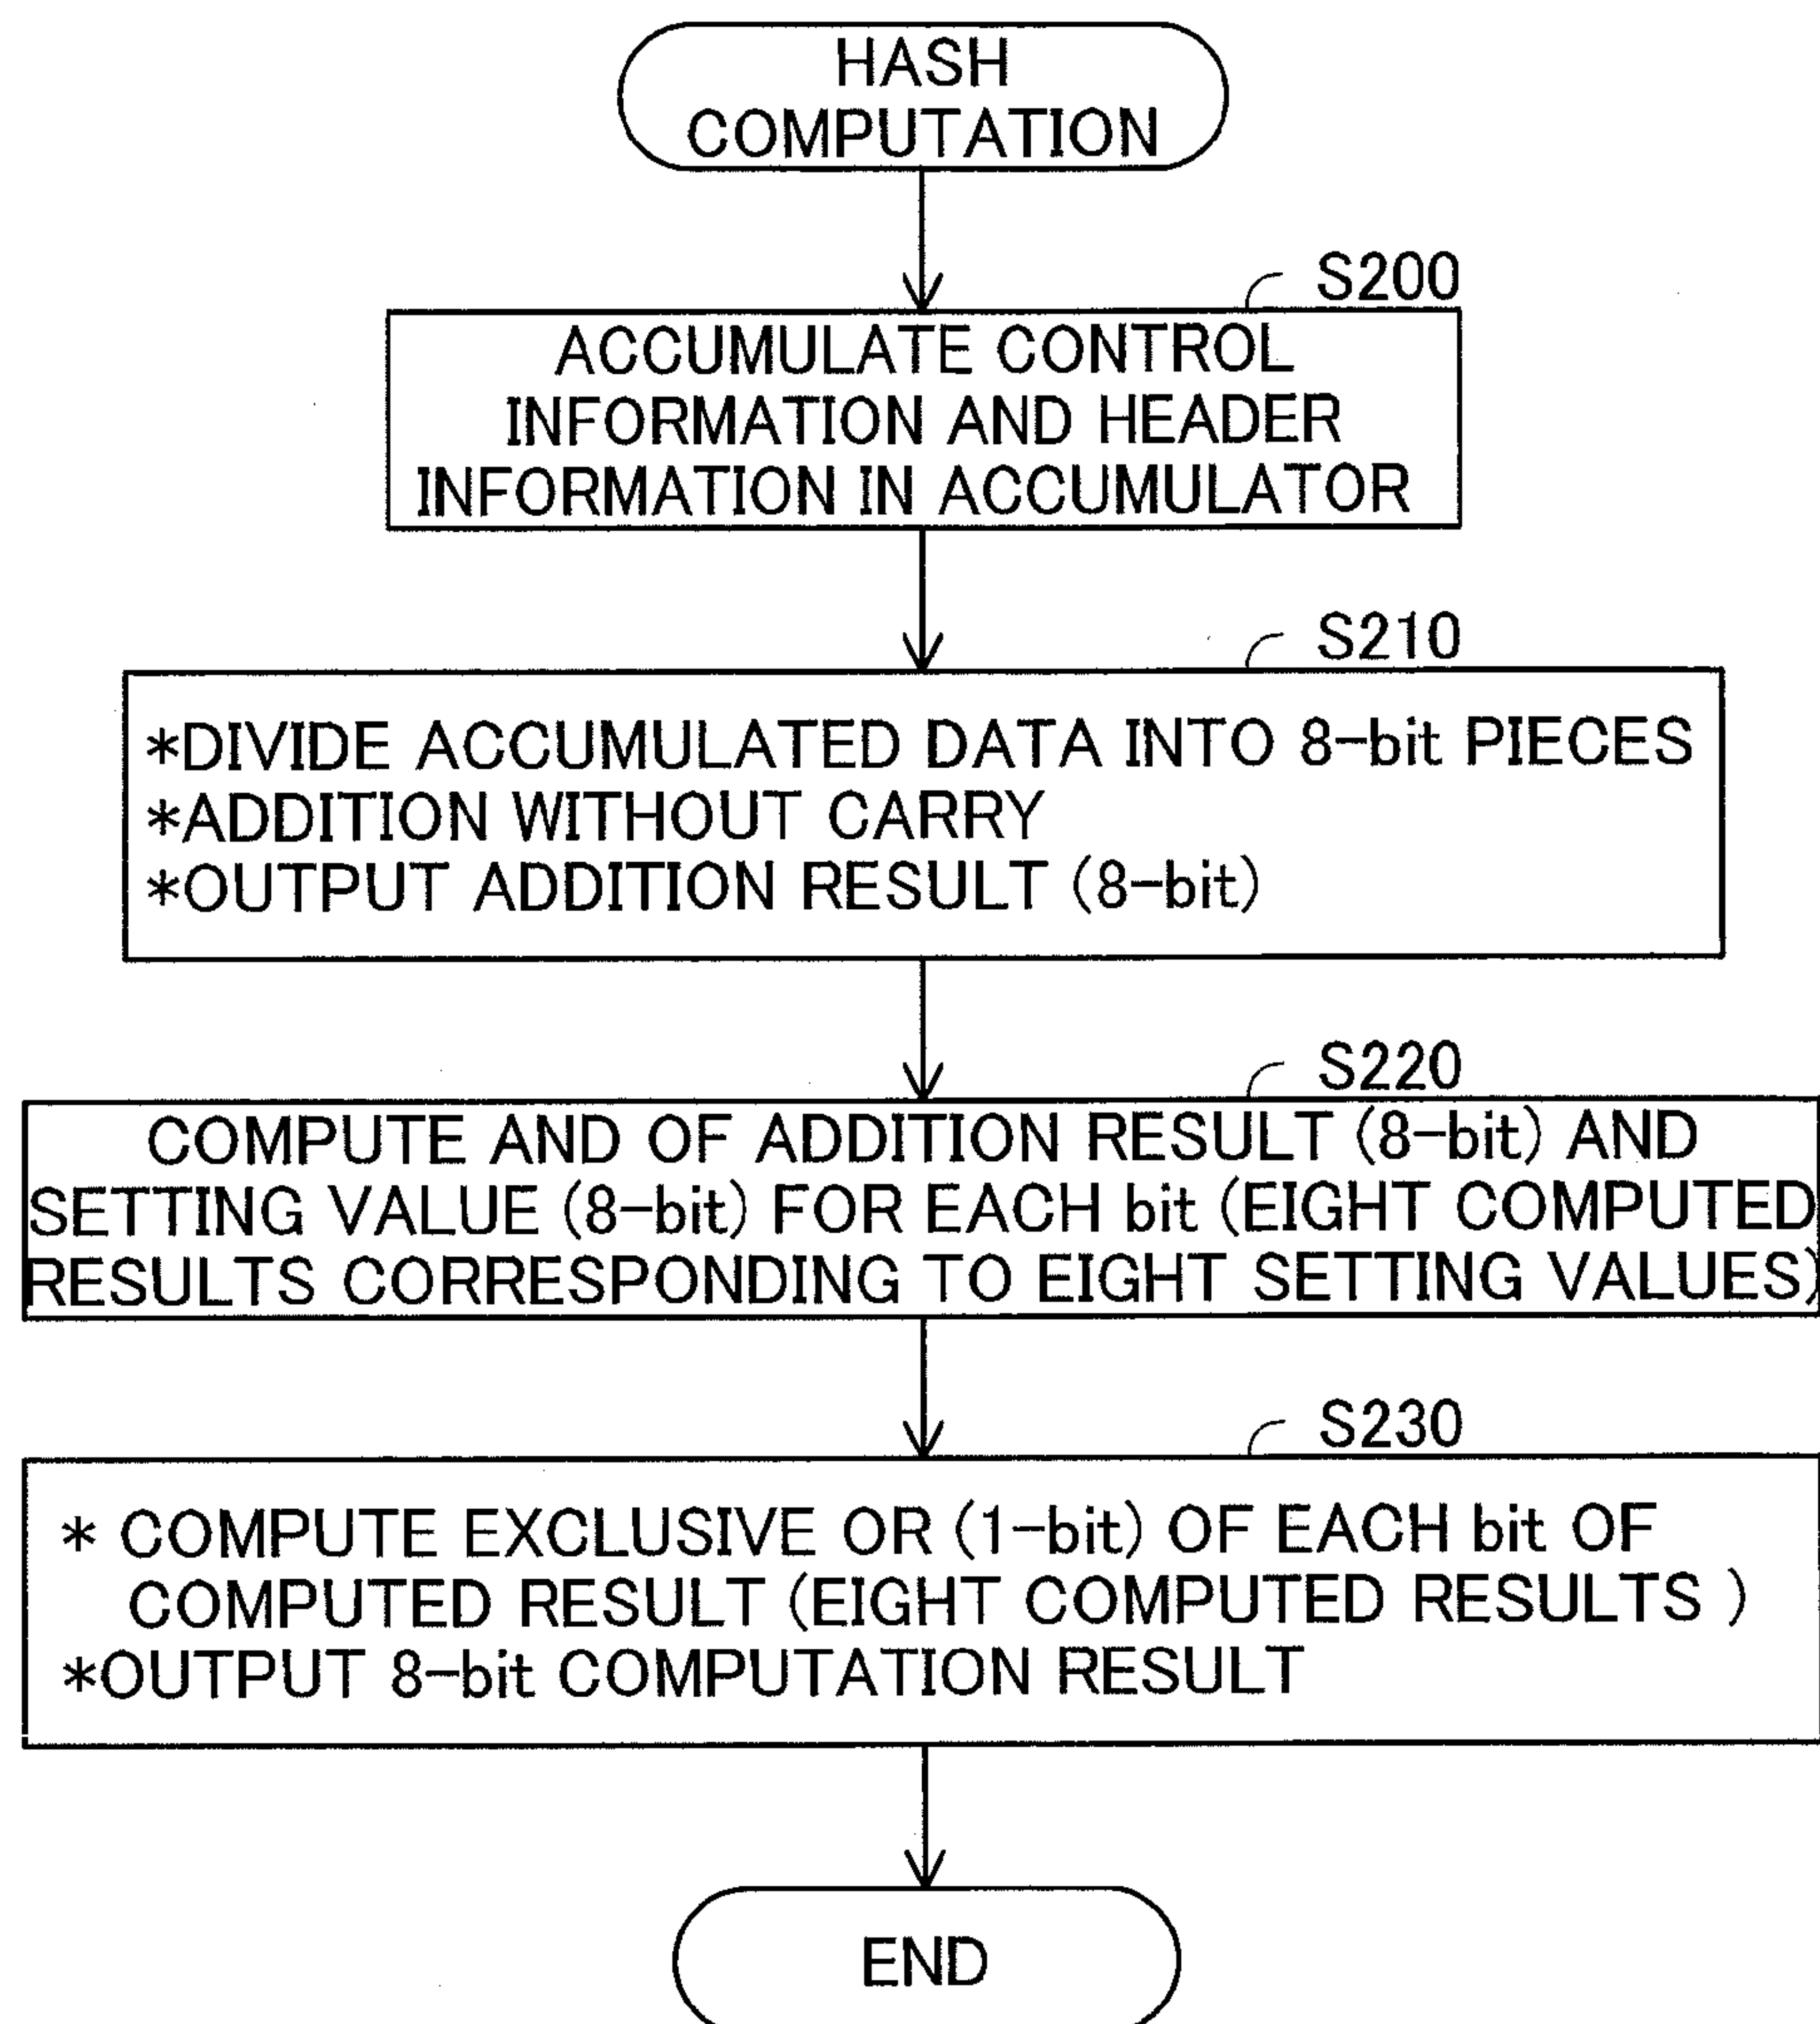 HASH
COMPUTATION
S200
ACCUMULATE CONTROL
INFORMATION AND HEADER
INFORMATION IN ACCUMULATOR
S210
*DIVIDE ACCUMULATED DATA INTO 8-bit PIECES
*ADDITION WITHOUT CARRY
*OUTPUT ADDITION RESULT (8-bit)
S220
COMPUTE AND OF ADDITION RESULT (8-bit) AND
SETTING VALUE (8-bit) FOR EACH bit (EIGHT COMPUTED
RESULTS CORRESPONDING TO EIGHT SETTING VALUES)
S230
* COMPUTE EXCLUSIVE OR (1-bit) OF EACH bit OF
COMPUTED RESULT (EIGHT COMPUTED RESULTS )
*OUTPUT 8-bit COMPUTATION RESULT
END